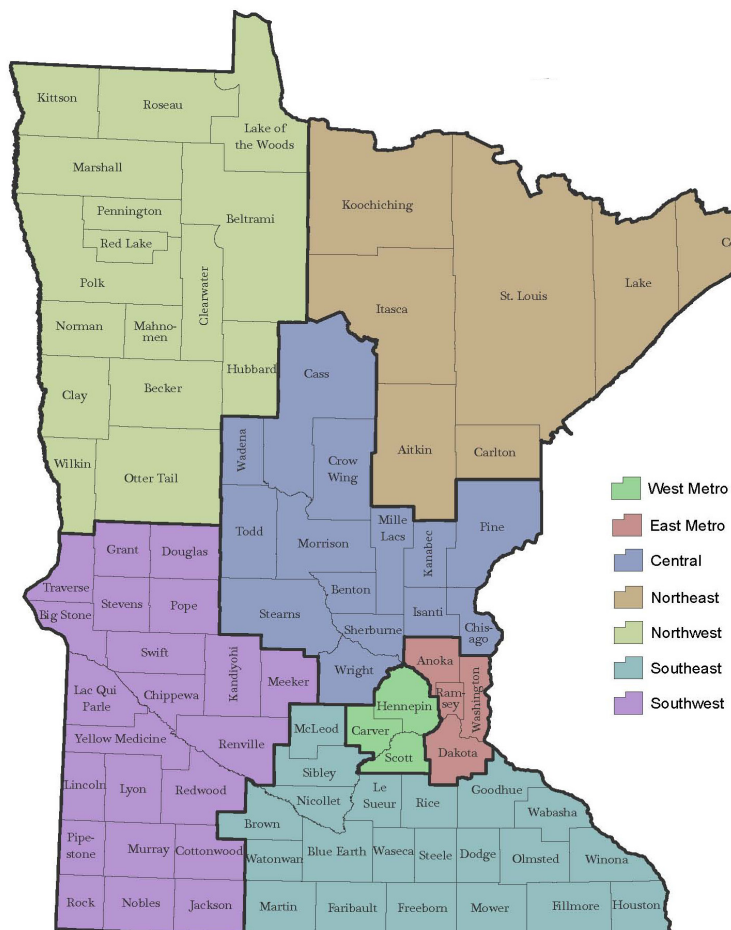 Kittson
Roseau
Lake of
the Woods
Marshall
Koochiching
Pennington
Beltrami
Red Lake
C
Polk
Clearwater
St. Louis
Lake
Itasca
Norman
Mahno-
men
Cass
Hubbard
Becker
Clay
Wadena
Crow
Wing
Aitkin
Carlton
Wilkin
Otter Tail
West Metro
East Metro
Central
Northeast
Northwest
Southeast
Southwest
Mille
Lacs
Pine
Todd
Morrison
Kanabec
Grant
Douglas
Traverse
Benton
Stevens
Pope
Big Stone
Stearns
Isanti
Sherburne
Chis-
ago
Swift
Kandiyohi
Anoka
Wright
Meeker
Washington
Lac Qui
Parle
Chippewa
Ram-
sey
Hennepin
McLeod
Carver
Yellow Medicine
Renville
Scott
Dakota
Sibley
Lincoln
Lyon
Redwood
Le
Sueur
Goodhue
Nicollet
Rice
Wabasha
Brown
Pipe-
stone
Murray
Cottonwood
Watonwan
Blue Earth
Waseca
Steele
Dodge
Olmsted
Winona
Rock
Nobles
Jackson
Martin
Faribault
Freeborn
Mower
Fillmore
Houston